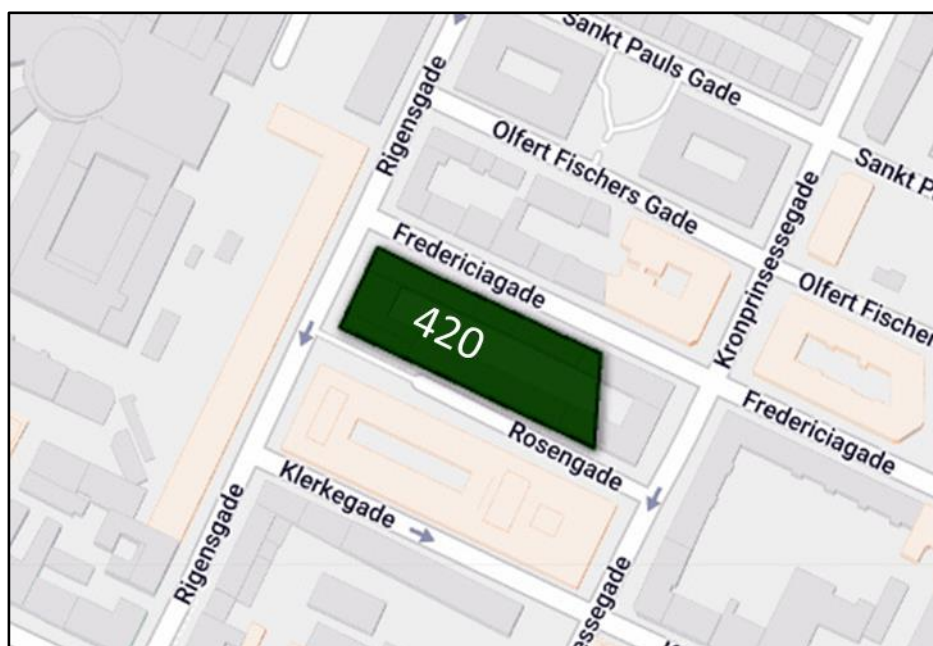 Sankt Pauls Gade
Rigensgade
Olfert Fischers Gade
Sankt P
Fredericiagade
Kronprinsessegade
Olfert Fischer
420
Fredericiagade
Rosengade
Klerkegade
Rigensgade
essegade